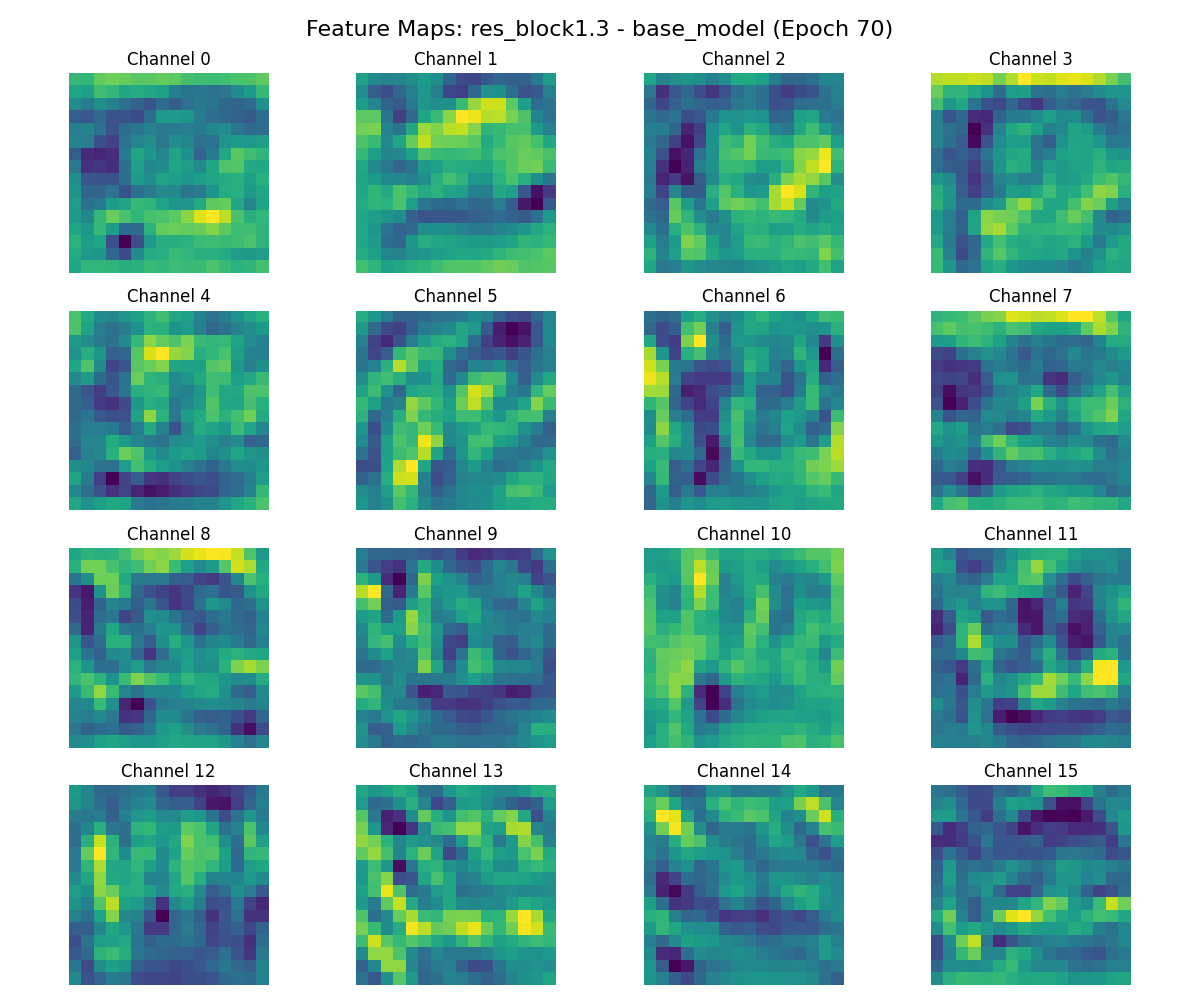 Feature Maps: res_block1.3 - base_model (Epoch 70)
Channel 0
Channel 1
Channel 2
Channel 3
Channel 4
Channel 5
Channel 6
Channel 7
Channel 8
Channel 9
Channel 10
Channel 11
Channel 12
Channel 13
Channel 14
Channel 15